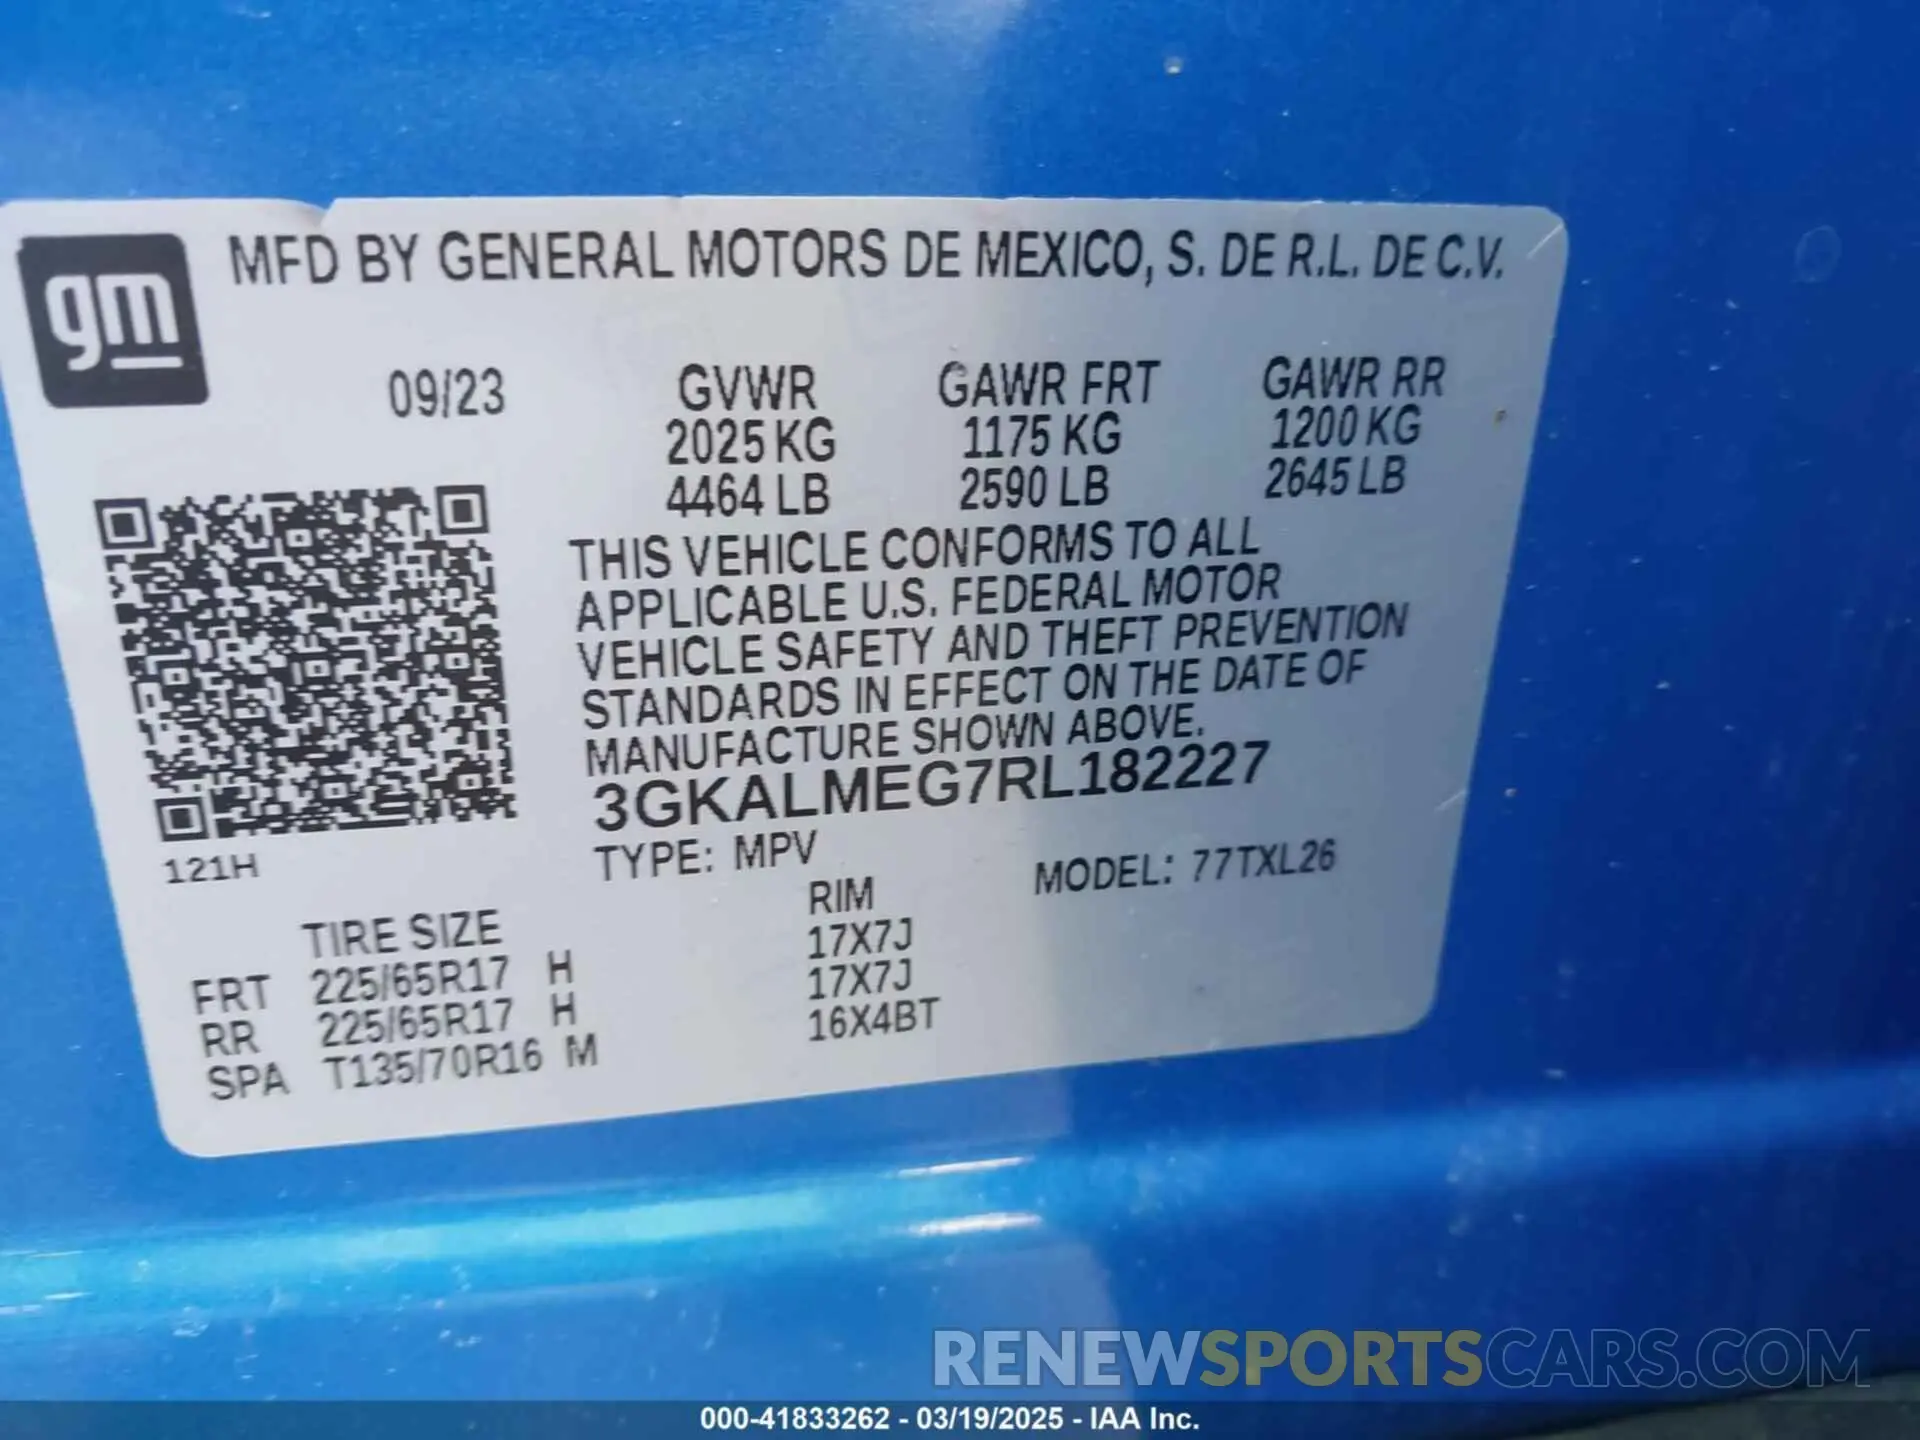 gm
MFD BY GENERAL MOTORS DE MEXICO, S. DE R.L. DE C.V.
09/23 GVWR GAWR FRT GAWR RR
2025 KG 1175 KG 1200 KG
4464 LB 2590 LB 2645 LB
THIS VEHICLE CONFORMS TO ALL
APPLICABLE U.S. FEDERAL MOTOR
VEHICLE SAFETY AND THEFT PREVENTION
STANDARDS IN EFFECT ON THE DATE OF
MANUFACTURE SHOWN ABOVE.
3GKALMEG7RL182227
121H
TYPE: MPV MODEL: 77TXL26
TIRE SIZE RIM
FRT 225/65R17 H 17X7J
RR 225/65R17 H 17X7J
SPA T135/70R16 M 16X4BT
RENEWSPORTSCARS.COM
000-41833262 - 03/19/2025 - IAA Inc.